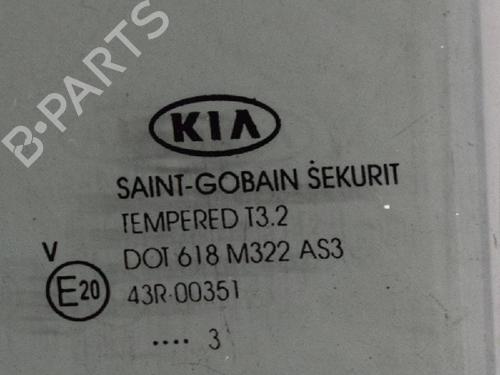 B-PARTS
KIA
SAINT-GOBAIN SEKURIT
TEMPERED T3.2
DOT 618 M322 AS3
V
E20
43R-00351
.... 3